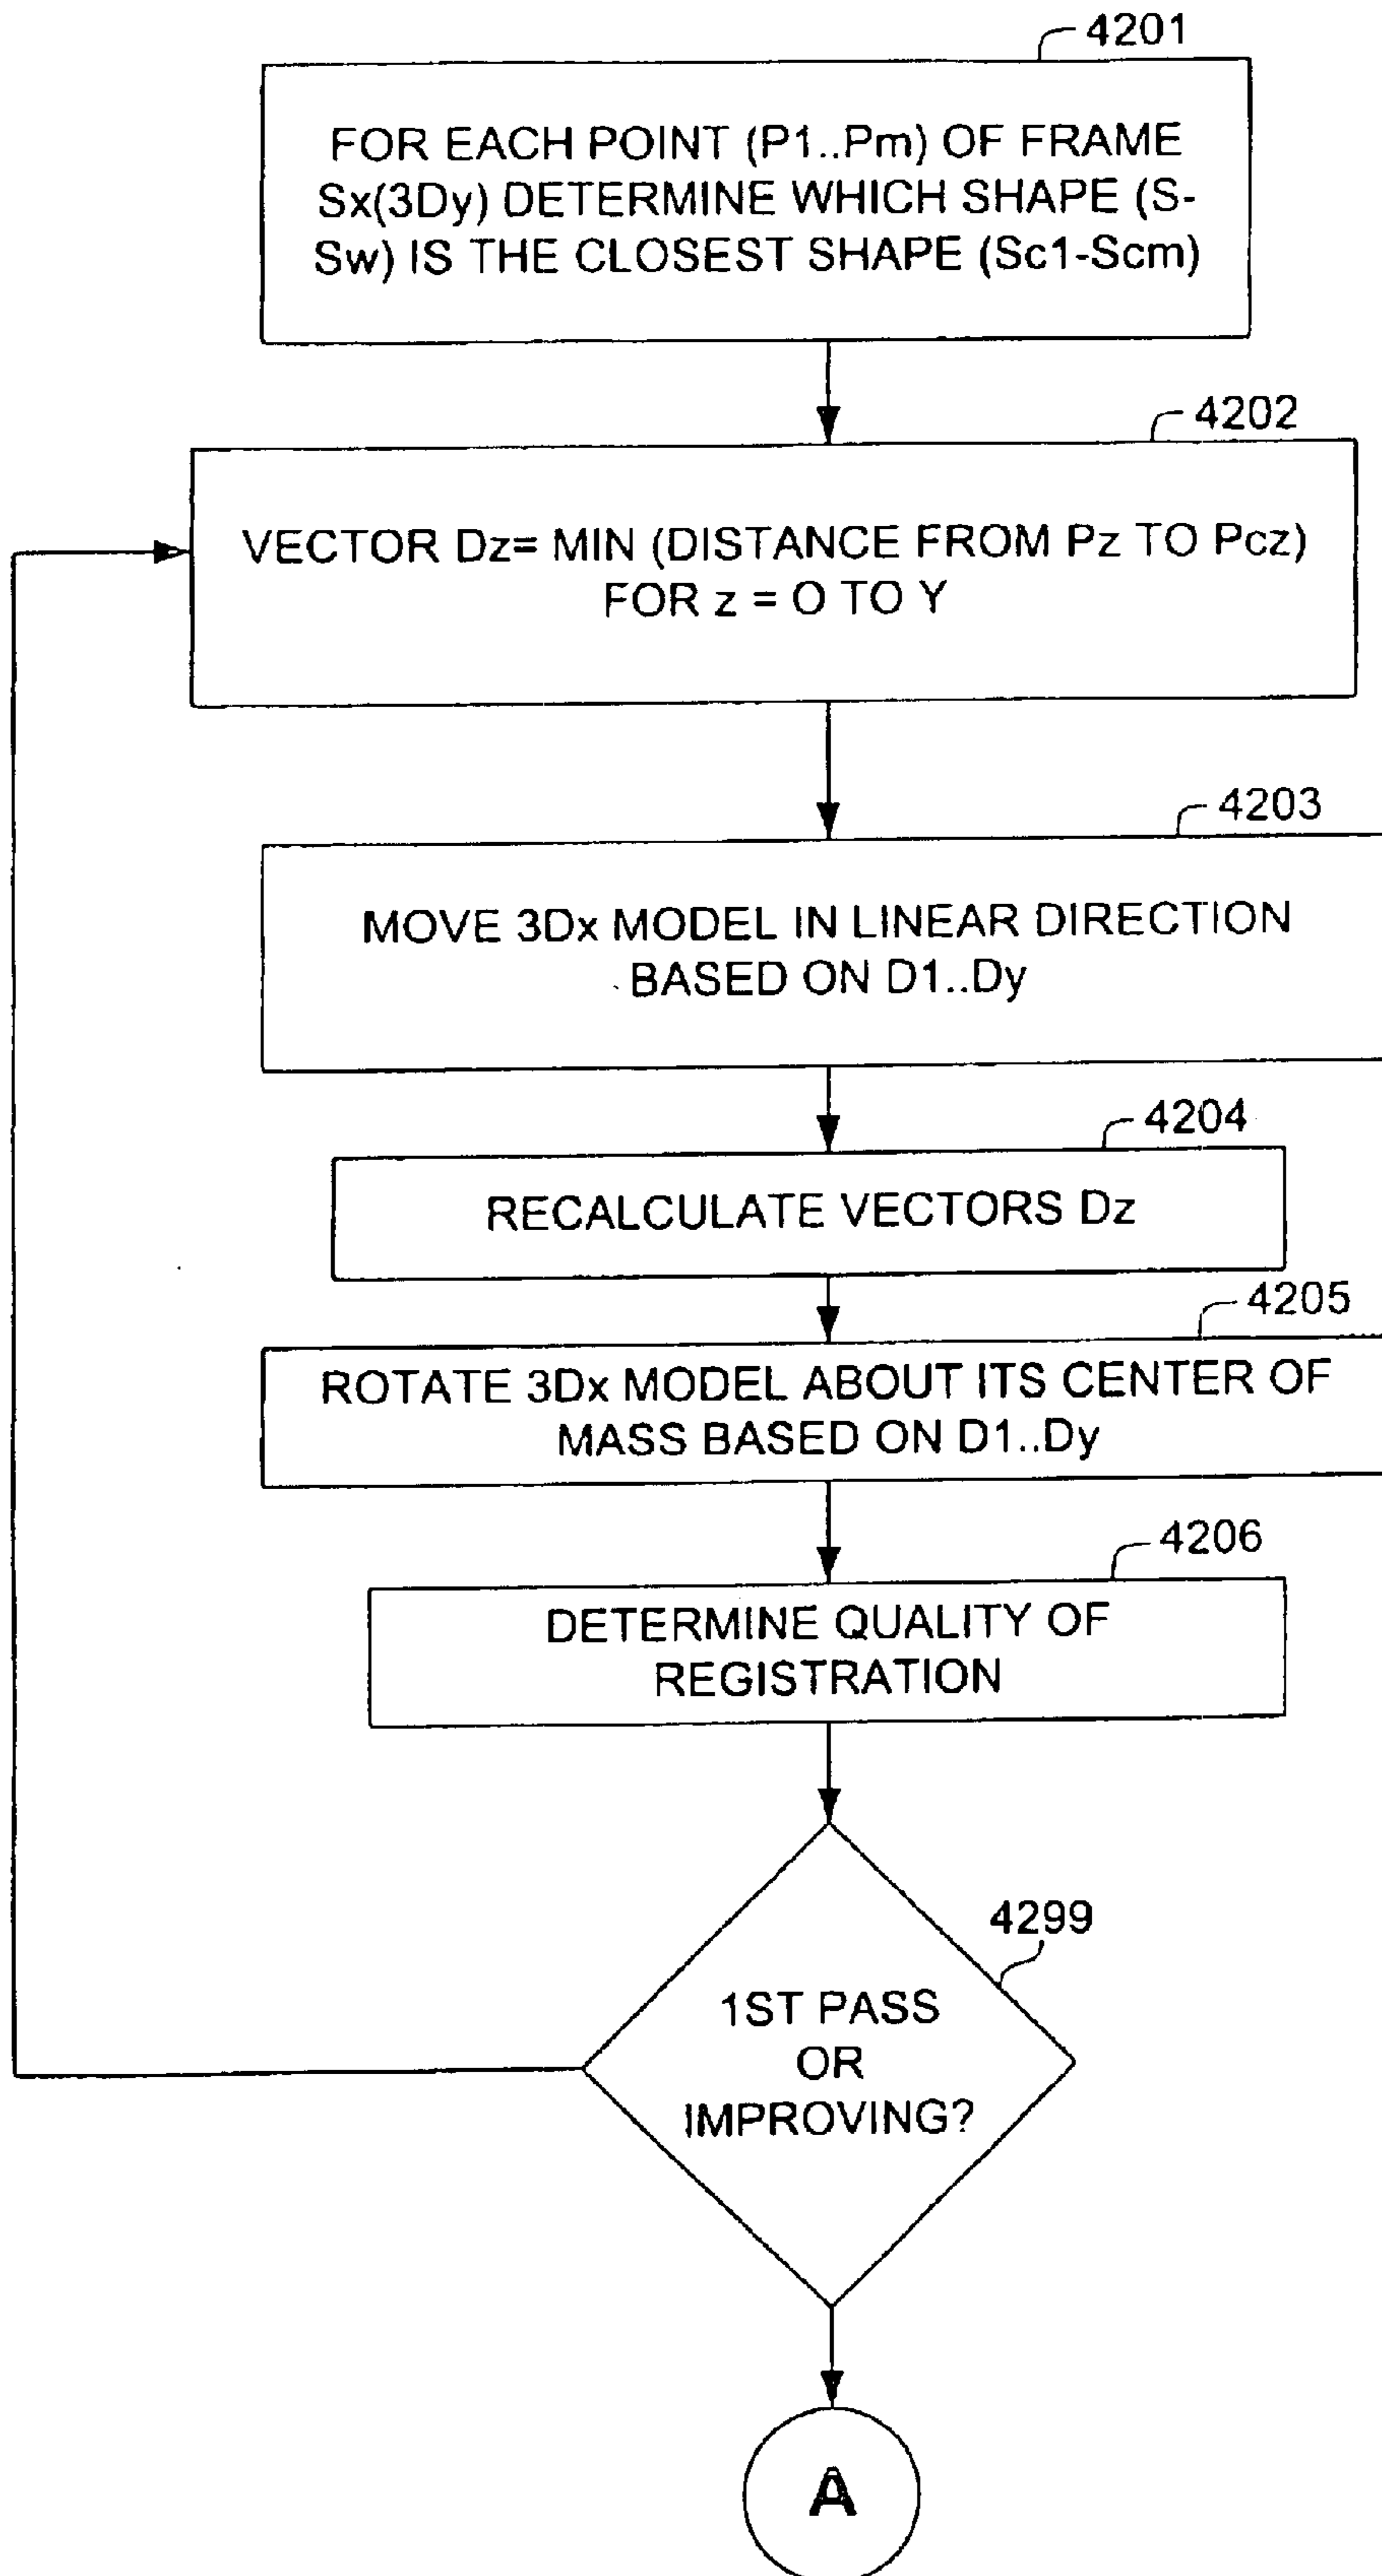 4201
FOR EACH POINT (P1..Pm) OF FRAME
Sx(3Dy) DETERMINE WHICH SHAPE (S-
Sw) IS THE CLOSEST SHAPE (Sc1-Scm)
4202
VECTOR Dz= MIN (DISTANCE FROM Pz TO Pcz)
FOR z = O TO Y
4203
MOVE 3Dx MODEL IN LINEAR DIRECTION
BASED ON D1..Dy
4204
RECALCULATE VECTORS Dz
4205
ROTATE 3Dx MODEL ABOUT ITS CENTER OF
MASS BASED ON D1..Dy
4206
DETERMINE QUALITY OF
REGISTRATION
4299
1ST PASS
OR
IMPROVING?
A